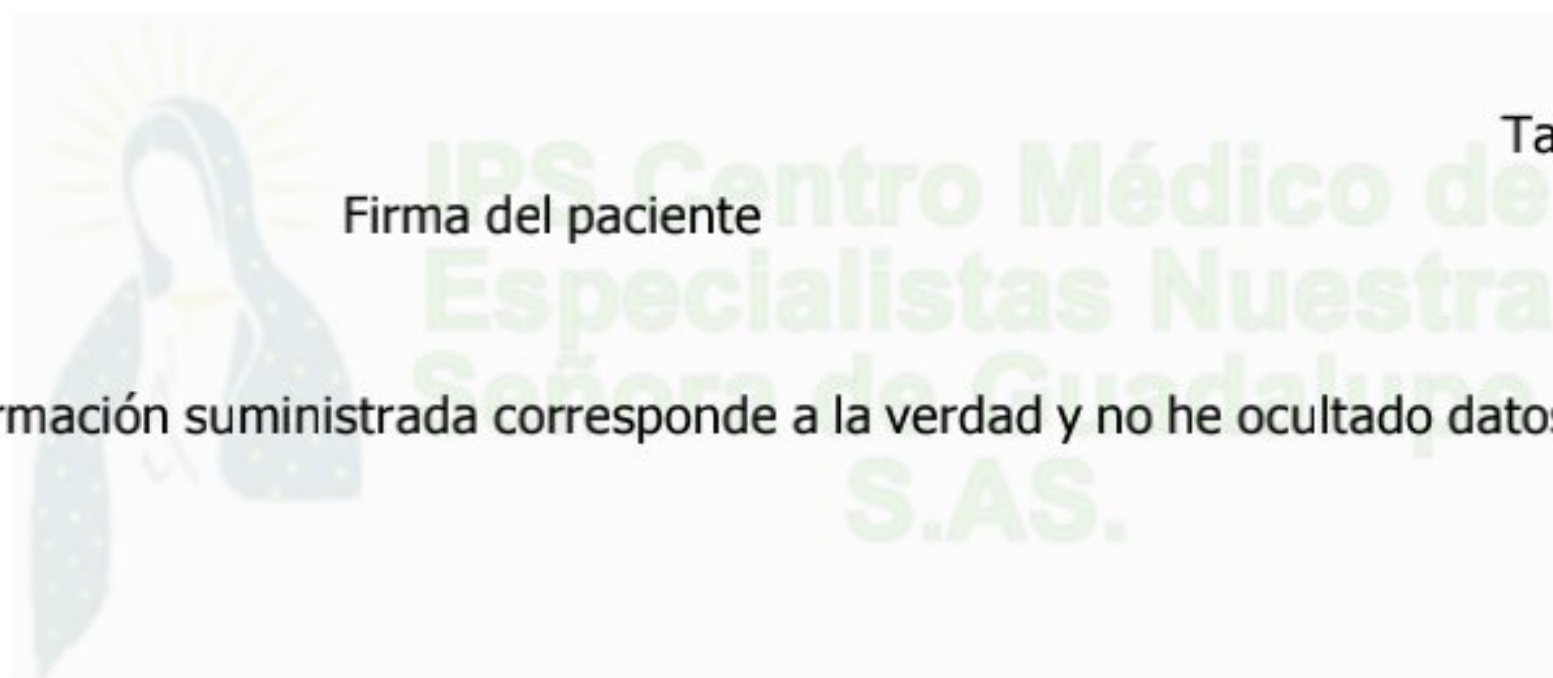 Ta
Firma del paciente
rmación suministrada corresponde a la verdad y no he ocultado datos
IPS Centro Médico de
Especialistas Nuestra
Señora de Guadalupe
S.AS.